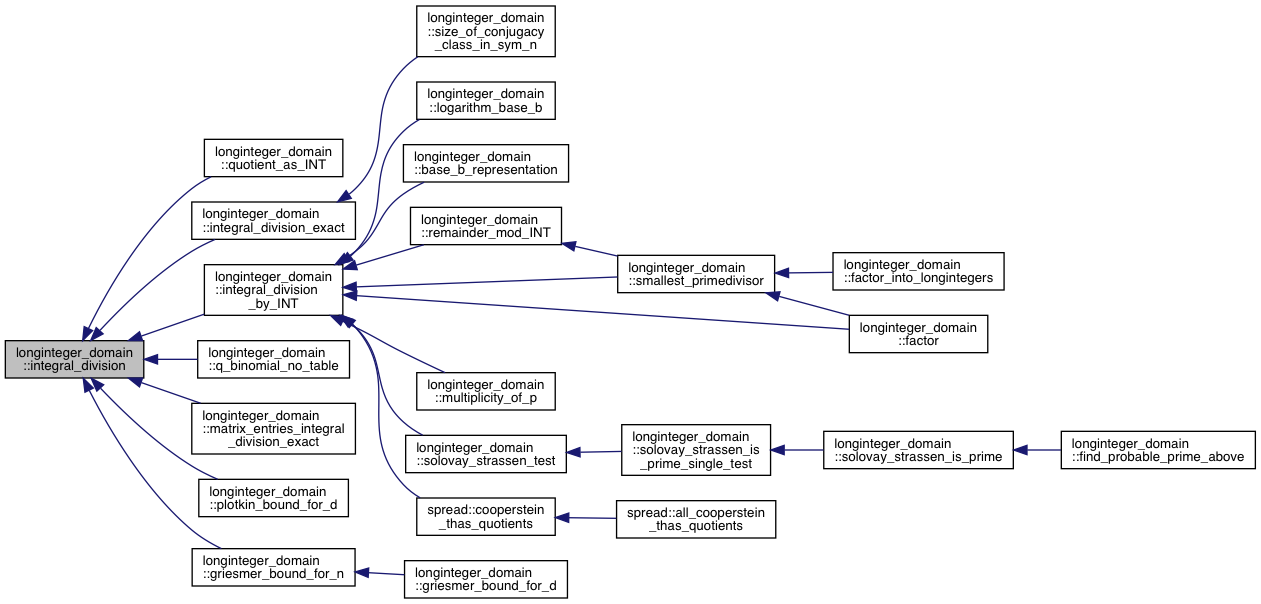 longinteger_domain
::size_of_conjugacy
_class_in_sym_n
longinteger_domain
::logarithm_base_b
longinteger_domain
::quotient_as_INT
longinteger_domain
::base_b_representation
longinteger_domain
::integral_division_exact
longinteger_domain
::remainder_mod_INT
longinteger_domain
::integral_division
_by_INT
longinteger_domain
::smallest_primedivisor
longinteger_domain
::factor_into_longintegers
longinteger_domain
::factor
longinteger_domain
::integral_division
longinteger_domain
::q_binomial_no_table
longinteger_domain
::multiplicity_of_p
longinteger_domain
::matrix_entries_integral
_division_exact
longinteger_domain
::solovay_strassen_test
longinteger_domain
::solovay_strassen_is
_prime_single_test
longinteger_domain
::solovay_strassen_is_prime
longinteger_domain
::find_probable_prime_above
longinteger_domain
::plotkin_bound_for_d
spread::cooperstein
_thas_quotients
spread::all_cooperstein
_thas_quotients
longinteger_domain
::griesmer_bound_for_n
longinteger_domain
::griesmer_bound_for_d